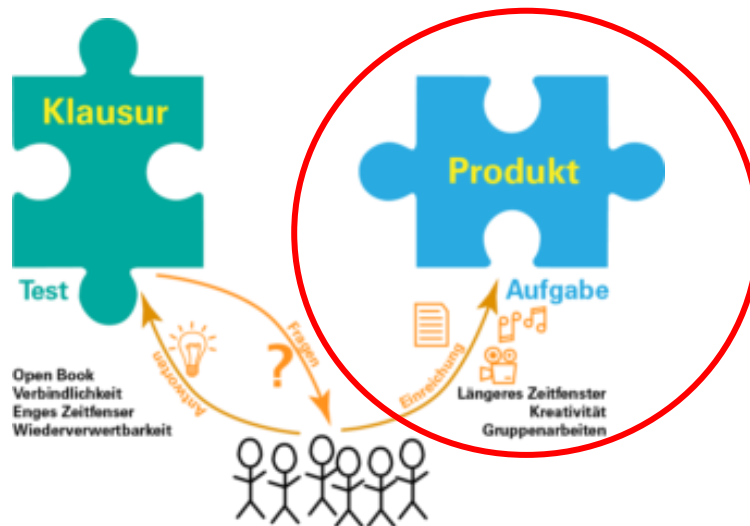 Klausur
Test
Produkt
Aufgabe
Fragen
?
Antworten
Einreichung
Open Book
Verbindlichkeit
Enges Zeitfenser
Wiederverwertbarkeit
Längeres Zeitfenster
Kreativität
Gruppenarbeiten